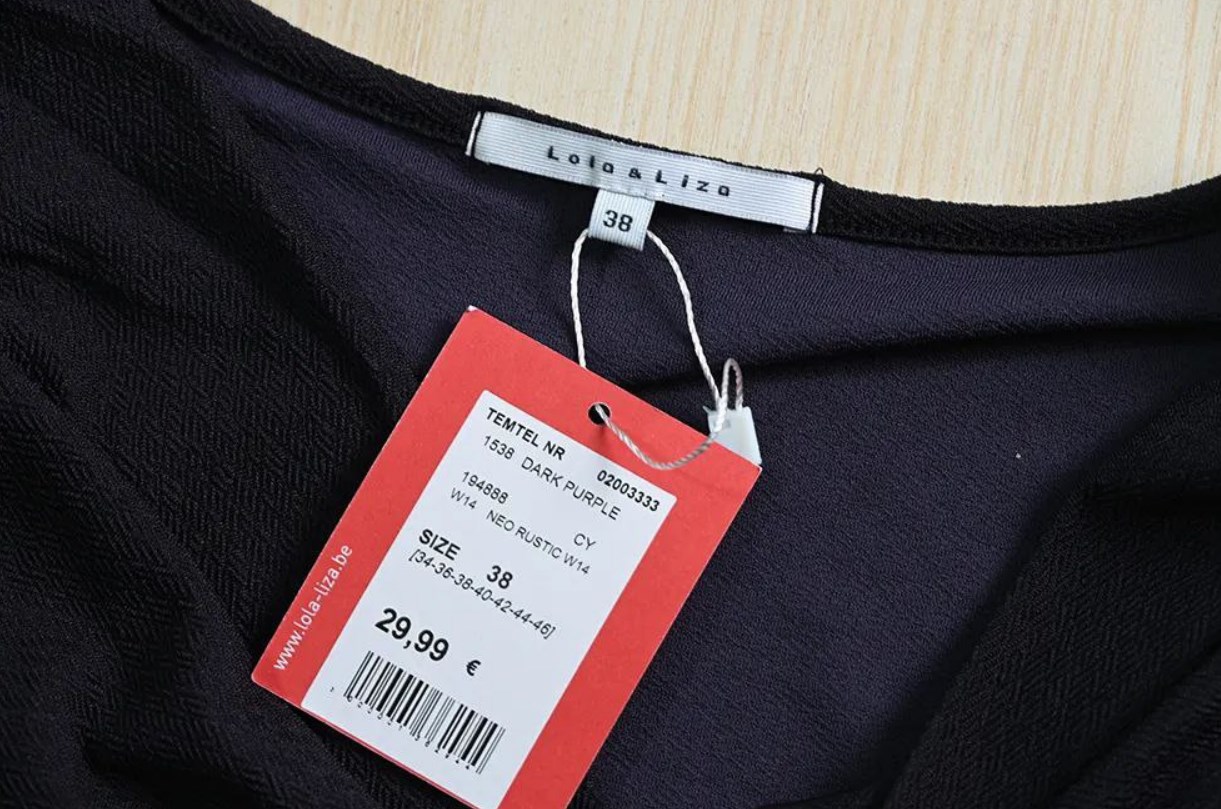 Lola & Liza
38
TEMTEL NR 02003333
1538 DARK PURPLE
194888 CY
W14 NEO RUSTIC W14
SIZE 38
[34-36-38-40-42-44-46]
29,99 €
www.lola-liza.be